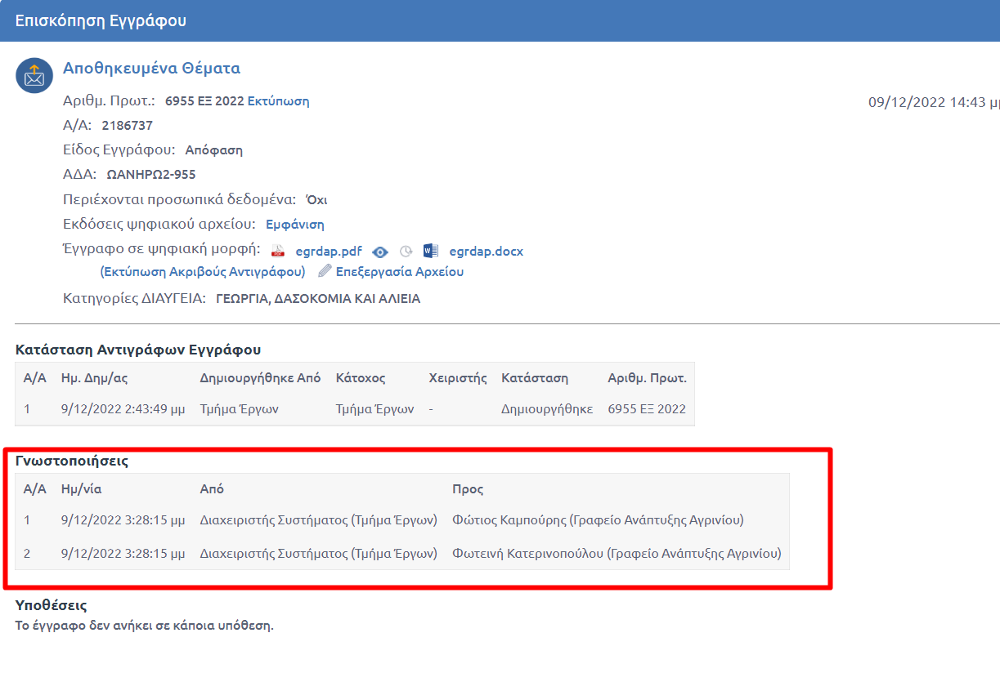 Επισκόπηση Εγγράφου
Αποθηκευμένα Θέματα
Αριθμ. Πρωτ.: 6955 ΕΞ 2022 Εκτύπωση
09/12/2022 14:43 μμ
Α/Α: 2186737
Είδος Εγγράφου: Απόφαση
ΑΔΑ: ΩΑΝΗΡΩ2-955
Περιέχονται προσωπικά δεδομένα: Όχι
Εκδόσεις ψηφιακού αρχείου: Εμφάνιση
Έγγραφο σε ψηφιακή μορφή: egrdap.pdf egrdap.docx
(Εκτύπωση Ακριβούς Αντιγράφου) Επεξεργασία Αρχείου
Κατηγορίες ΔΙΑΥΓΕΙΑ: ΓΕΩΡΓΙΑ, ΔΑΣΟΚΟΜΙΑ ΚΑΙ ΑΛΙΕΙΑ
Κατάσταση Αντιγράφων Εγγράφου
Α/Α Ημ. Δημ/ας Δημιουργήθηκε Από Κάτοχος Χειριστής Κατάσταση Αριθμ. Πρωτ.
1 9/12/2022 2:43:49 μμ Τμήμα Έργων Τμήμα Έργων - Δημιουργήθηκε 6955 ΕΞ 2022
Γνωστοποιήσεις
Α/Α Ημ/νία Από Προς
1 9/12/2022 3:28:15 μμ Διαχειριστής Συστήματος (Τμήμα Έργων) Φώτιος Καμπούρης (Γραφείο Ανάπτυξης Αγρινίου)
2 9/12/2022 3:28:15 μμ Διαχειριστής Συστήματος (Τμήμα Έργων) Φωτεινή Κατερινοπούλου (Γραφείο Ανάπτυξης Αγρινίου)
Υποθέσεις
Το έγγραφο δεν ανήκει σε κάποια υπόθεση.